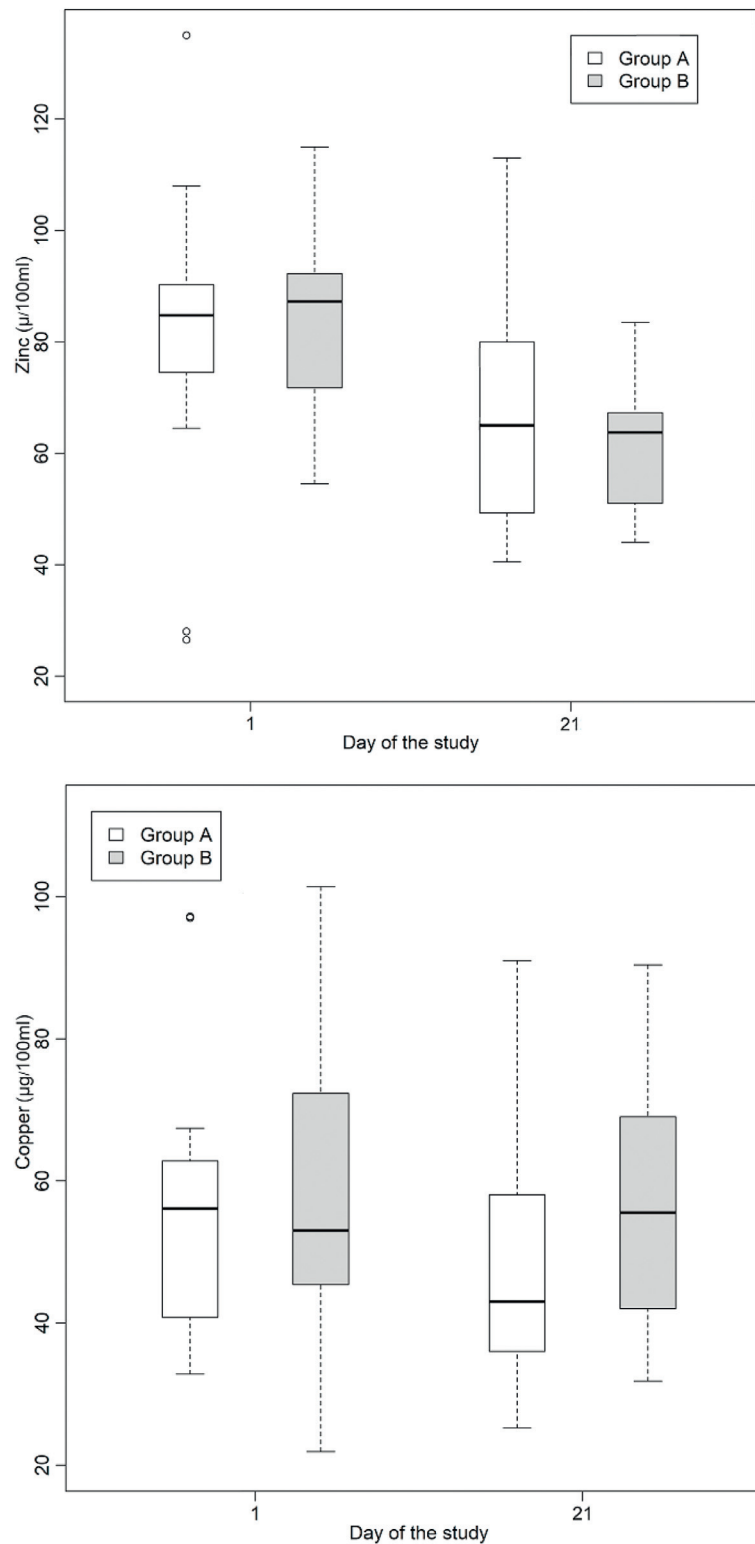 Group A
Group B
120
100
80
60
40
20
Zinc (µ/100ml)
1
21
Day of the study
Group A
Group B
100
80
60
40
20
Copper (µg/100ml)
1
21
Day of the study